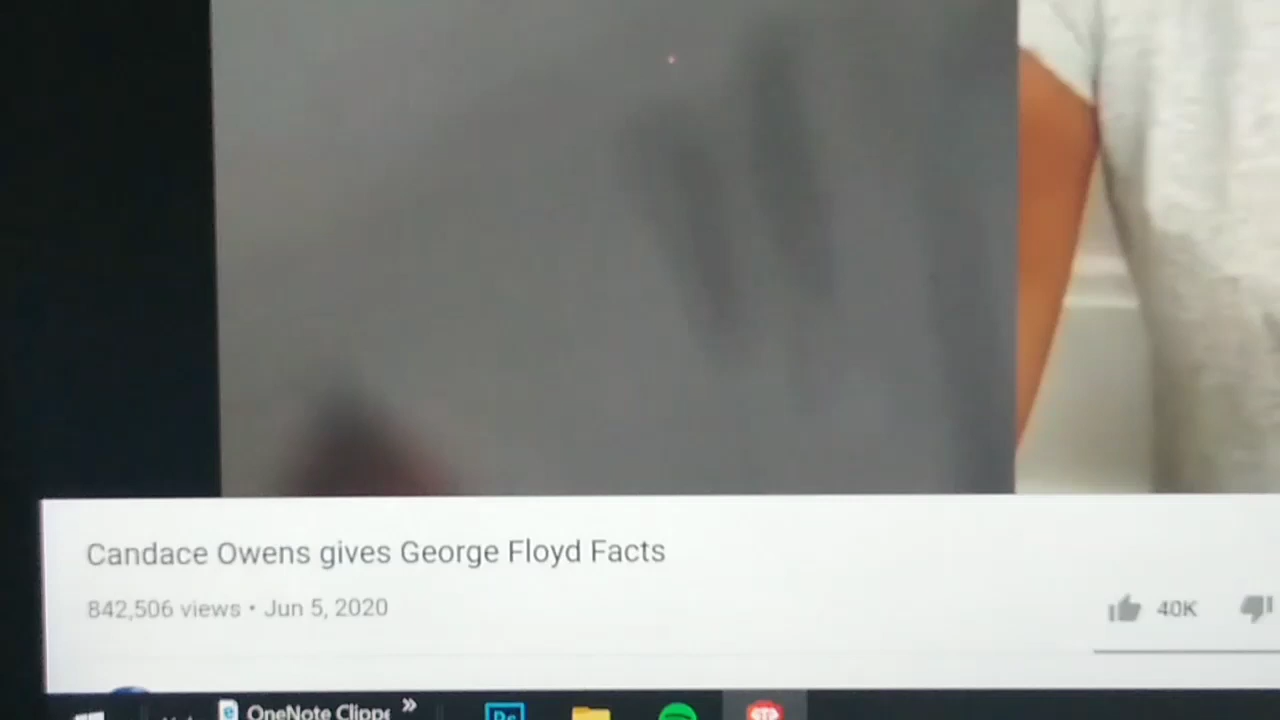 Candace Owens gives George Floyd Facts
842,506 views • Jun 5, 2020
40K
OneNote Clippe